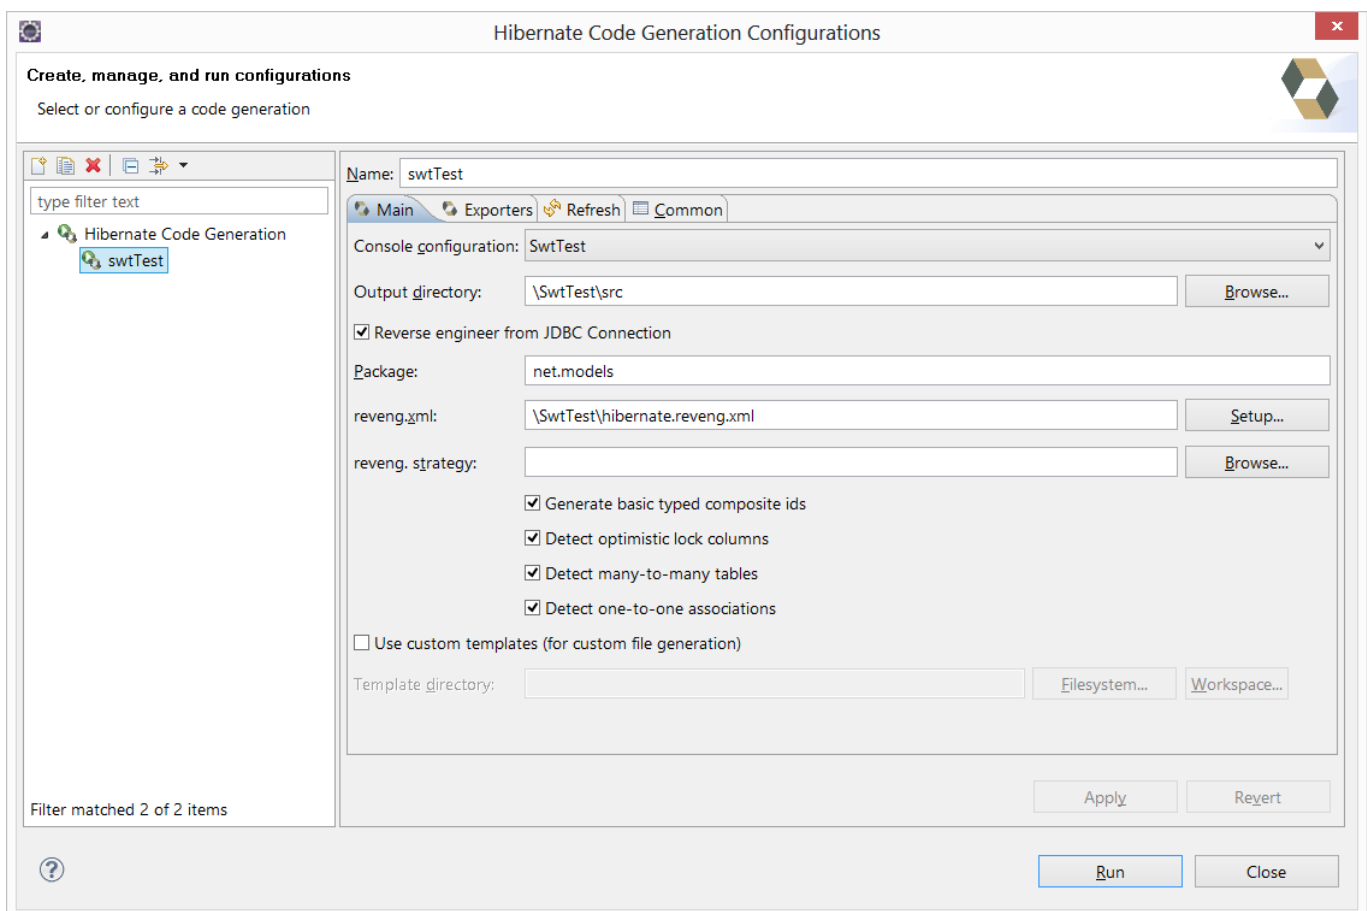 Hibernate Code Generation Configurations
Create, manage, and run configurations
Select or configure a code generation
type filter text
Hibernate Code Generation
swtTest
Filter matched 2 of 2 items
Name: swtTest
Main Exporters Refresh Common
Console configuration: SwtTest
Output directory: \SwtTest\src Browse...
Reverse engineer from JDBC Connection
Package: net.models
reveng.xml: \SwtTest\hibernate.reveng.xml Setup...
reveng. strategy: Browse...
Generate basic typed composite ids
Detect optimistic lock columns
Detect many-to-many tables
Detect one-to-one associations
Use custom templates (for custom file generation)
Template directory: Filesystem... Workspace...
Apply Revert
Run Close